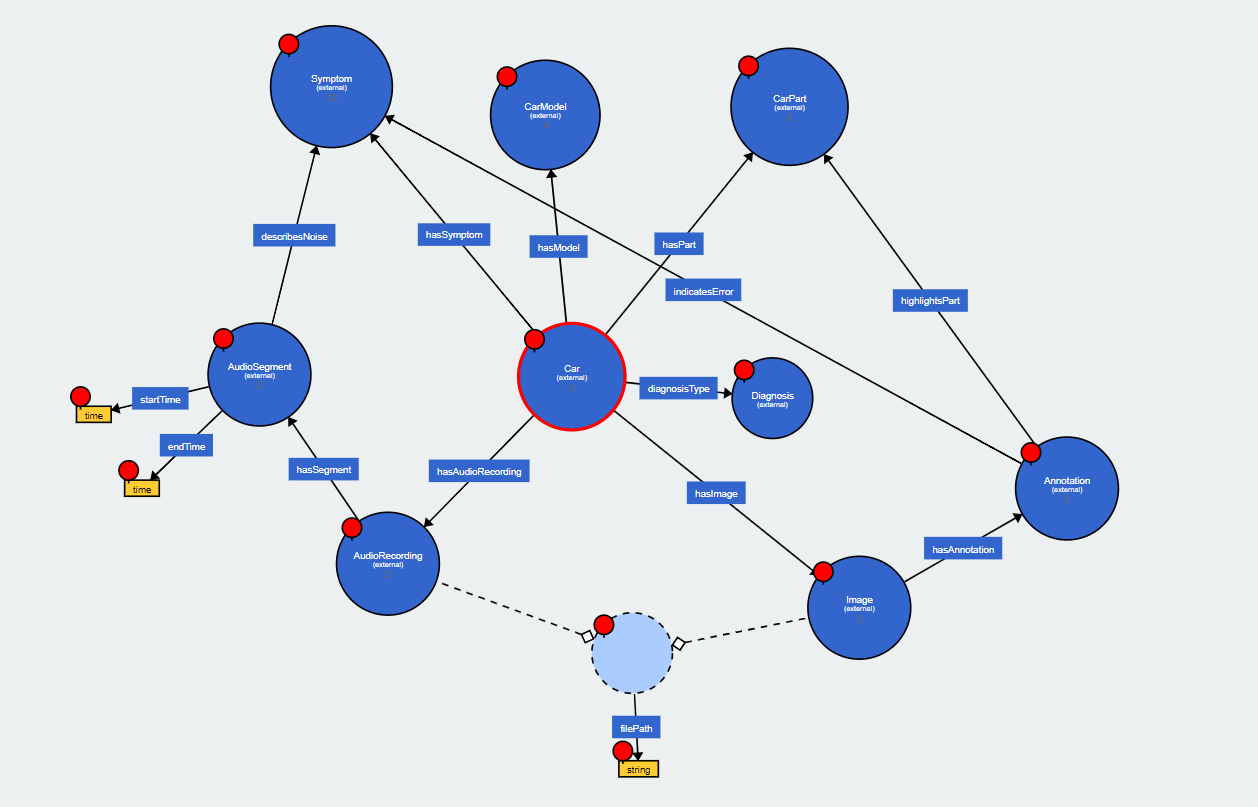 Symptom
(external)
CarModel
(external)
CarPart
(external)
describesNoise
hasSymptom
hasModel
hasPart
indicatesError
highlightsPart
AudioSegment
(external)
Car
(external)
startTime
time
diagnosisType
Diagnosis
(external)
endTime
time
hasSegment
hasAudioRecording
hasImage
Annotation
(external)
AudioRecording
(external)
hasAnnotation
Image
(external)
filePath
string